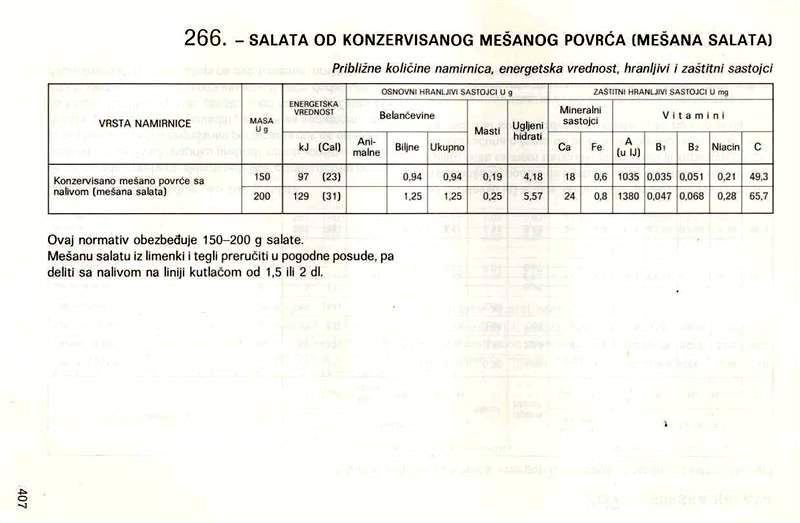 266. – SALATA OD KONZERVISANOG MEŠANOG POVRĆA (MEŠANA SALATA)
Približne količine namirnica, energetska vrednost, hranljivi i zaštitni sastojci
VRSTA NAMIRNICE MASA U g ENERGETSKA VREDNOST OSNOVNI HRANLJIVI SASTOJCI U g ZAŠTITNI HRANLJIVI SASTOJCI U mg
Belančevine Masti Ugljeni hidrati Mineralni sastojci Vitamini
kJ (Cal) Ani-malne Biljne Ukupno Ca Fe A (u IJ) B1 B2 Niacin C
Konzervisano mešano povrće sa 150 97 (23) 0,94 0,94 0,19 4,18 18 0,6 1035 0,035 0,051 0,21 49,3
nalivom (mešana salata) 200 129 (31) 1,25 1,25 0,25 5,57 24 0,8 1380 0,047 0,068 0,28 65,7
Ovaj normativ obezbeđuje 150–200 g salate.
Mešanu salatu iz limenki i tegli preručiti u pogodne posude, pa
deliti sa nalivom na liniji kutlačom od 1,5 ili 2 dl.
407